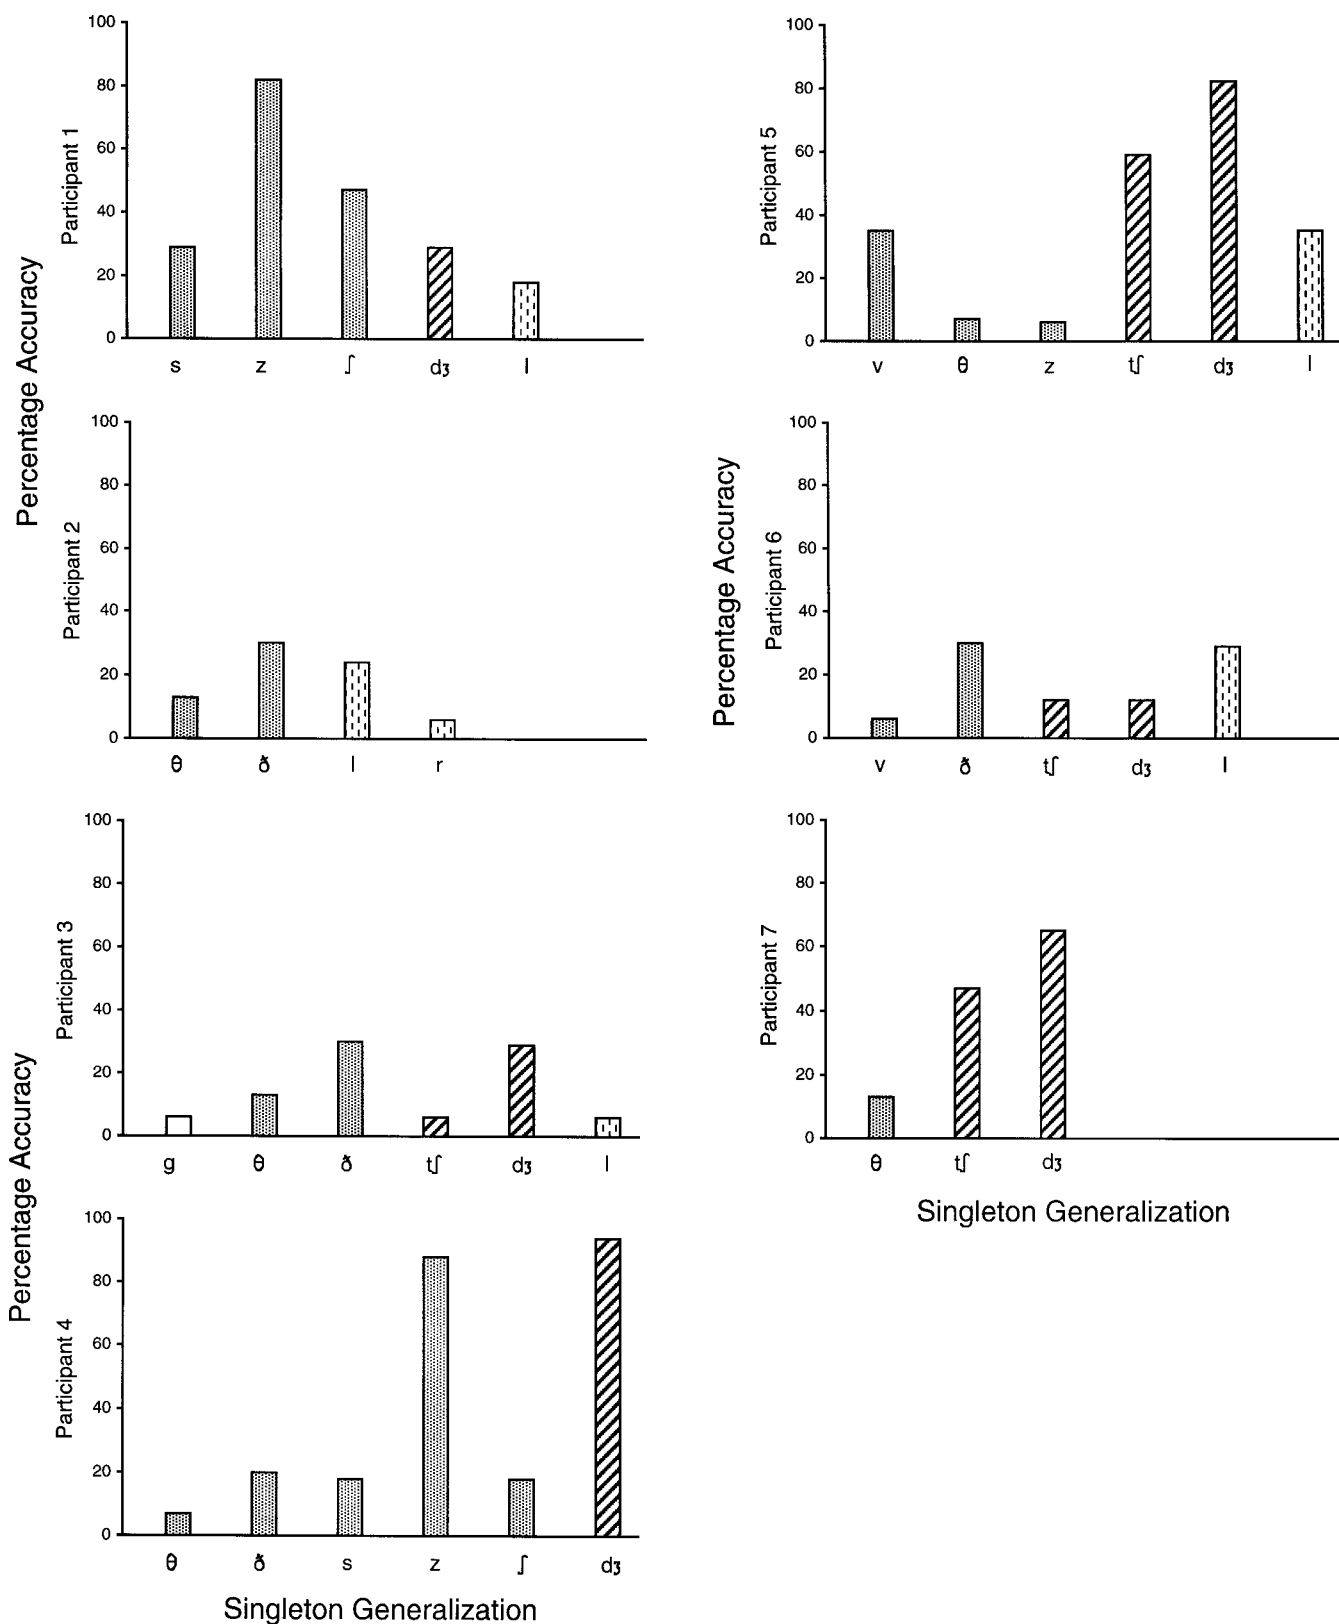 Percentage Accuracy
Participant 1
100
80
60
40
20
0
s z ʃ dʒ l
Participant 2
100
80
60
40
20
0
θ ð l r
Percentage Accuracy
Participant 3
100
80
60
40
20
0
g θ ð tʃ dʒ l
Participant 4
100
80
60
40
20
0
θ ð s z ʃ dʒ
Singleton Generalization
Percentage Accuracy
Participant 5
100
80
60
40
20
0
v θ z tʃ dʒ l
Participant 6
100
80
60
40
20
0
v ð tʃ dʒ l
Participant 7
100
80
60
40
20
0
θ tʃ dʒ
Singleton Generalization